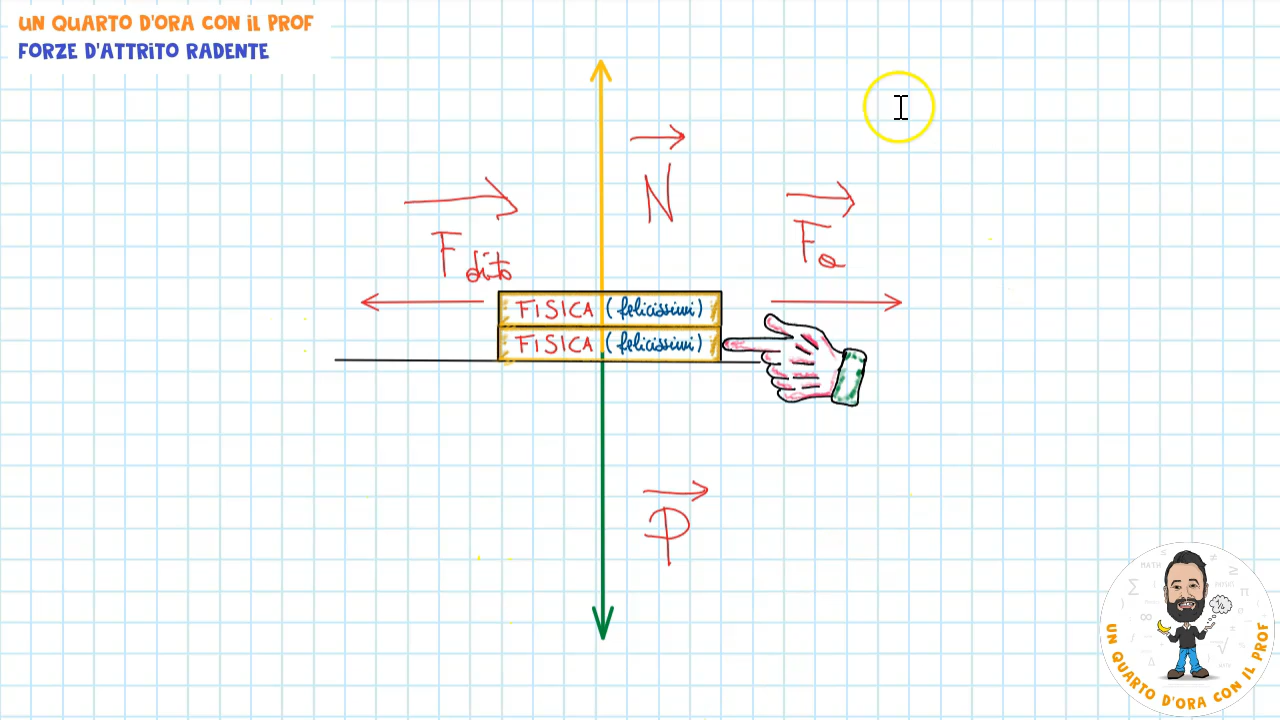 UN QUARTO D'ORA CON IL PROF
FORZE D'ATTRITO RADENTE
N
F dito
Fa
FISICA (felicissimi)
FISICA (felicissimi)
P
UN QUARTO D'ORA CON IL PROF